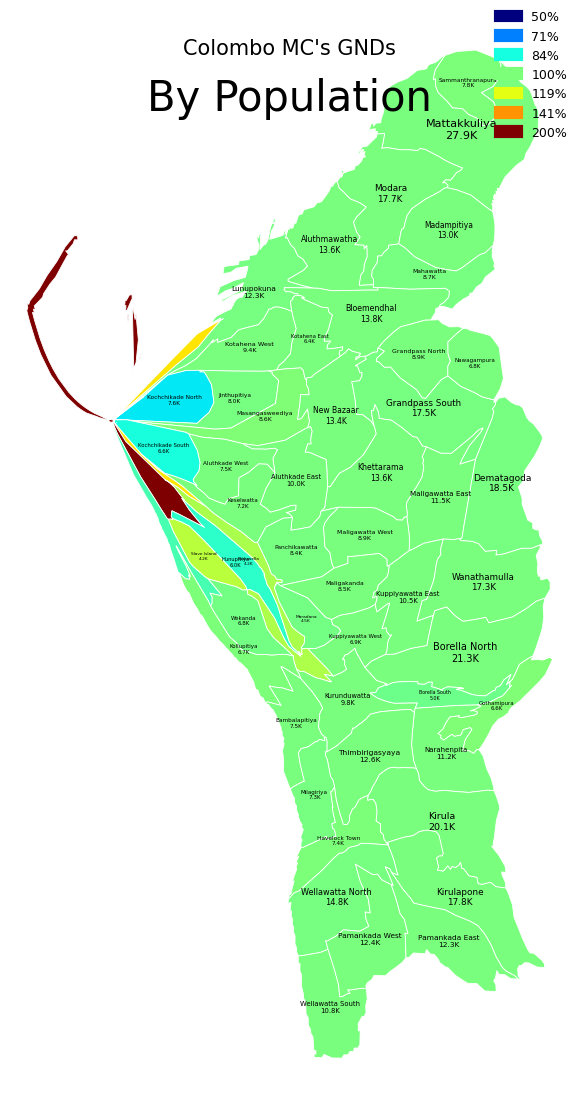 Colombo MC's GNDs
By Population
50%
71%
84%
100%
119%
141%
200%
Sammanthranapura
7.8K
Mattakkuliya
27.9K
Modara
17.7K
Madampitiya
13.0K
Aluthmawatha
13.6K
Mahawatta
8.7K
Lunupokuna
12.3K
Bloemendhal
13.8K
Kotahena East
6.4K
Kotahena West
9.4K
Grandpass North
8.9K
Nawagampura
6.8K
Kochchikade North
7.6K
Jinthupitiya
8.0K
Masangasweediya
8.6K
New Bazaar
13.4K
Grandpass South
17.5K
Kochchikade South
6.6K
Aluthkade West
7.5K
Aluthkade East
10.0K
Khettarama
13.6K
Dematagoda
18.5K
Keselwatta
7.2K
Maligawatta East
11.5K
Maligawatta West
8.9K
Panchikawatta
8.4K
Slave Island
4.2K
Hunupitiya
6.0K
Maligakanda
8.5K
Wanathamulla
17.3K
Kuppiyawatta East
10.5K
Wekanda
6.8K
Maradana
4.5K
Kuppiyawatta West
6.9K
Kollupitiya
6.7K
Borella North
21.3K
Kurunduwatta
9.8K
Borella South
5.0K
Gothamipura
6.6K
Bambalapitiya
7.5K
Thimbirigasyaya
12.6K
Narahenpita
11.2K
Milagiriya
7.3K
Kirula
20.1K
Havelock Town
7.4K
Wellawatta North
14.8K
Kirulapone
17.8K
Pamankada West
12.4K
Pamankada East
12.3K
Wellawatta South
10.8K